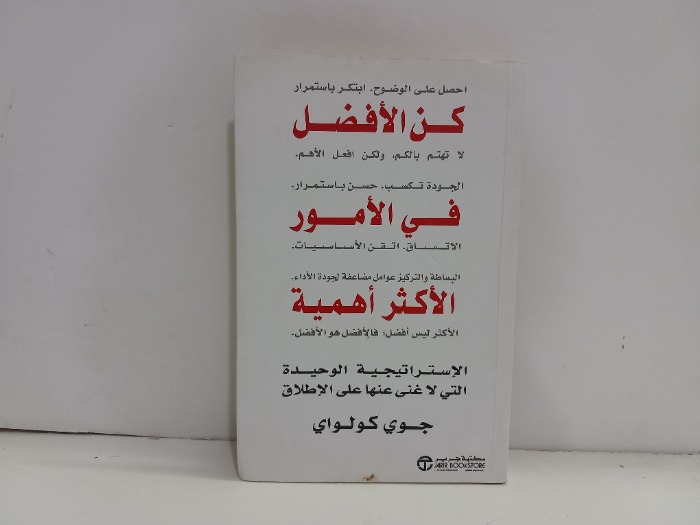 احصل على الوضوح. ابتكر باستمرار
كن الأفضل
لا تهتم بالكم، ولكن افعل الأهم.
الجودة تكسب. حسن باستمرار.
في الأمور
الاتساق. اتقن الأساسيات.
البساطة والتركيز عوامل مضاعفة لجودة الأداء.
الأكثر أهمية
الأكثر ليس أفضل؛ فالأفضل هو الأفضل.
الإستراتيجية الوحيدة
التي لا غنى عنها على الإطلاق
جوي كولواي
مكتبة جرير
JARIR BOOKSTORE